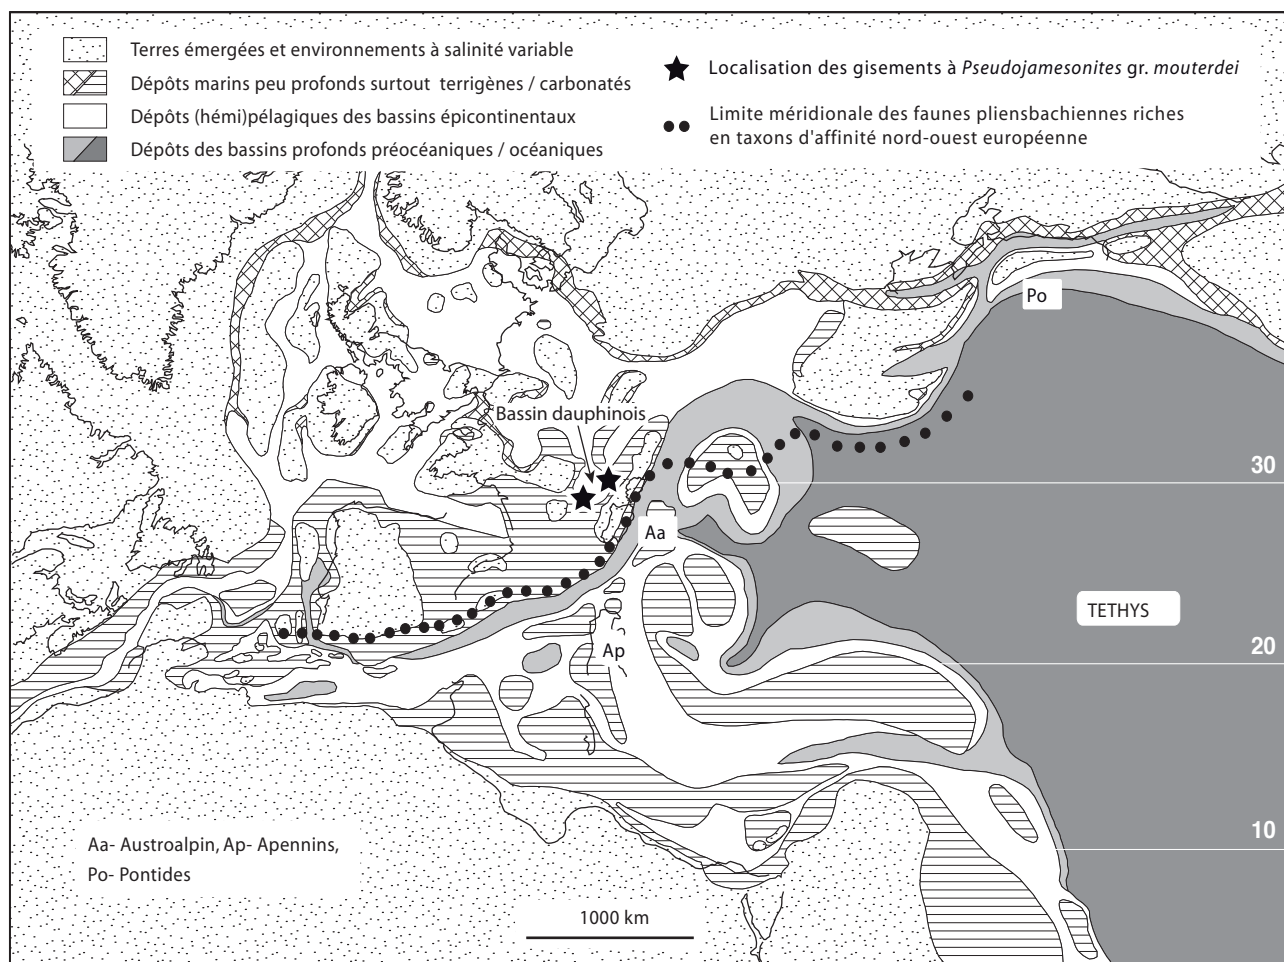 Terres émergées et environnements à salinité variable
Dépôts marins peu profonds surtout terrigènes / carbonatés
Dépôts (hémi)pélagiques des bassins épicontinentaux
Dépôts des bassins profonds préocéaniques / océaniques
Localisation des gisements à Pseudojamesonites gr. mouterdei
Limite méridionale des faunes pliensbachiennes riches
en taxons d'affinité nord-ouest européenne
Po
Bassin dauphinois
30
Aa
TETHYS
Ap
20
10
Aa- Austroalpin, Ap- Apennins,
Po- Pontides
1000 km